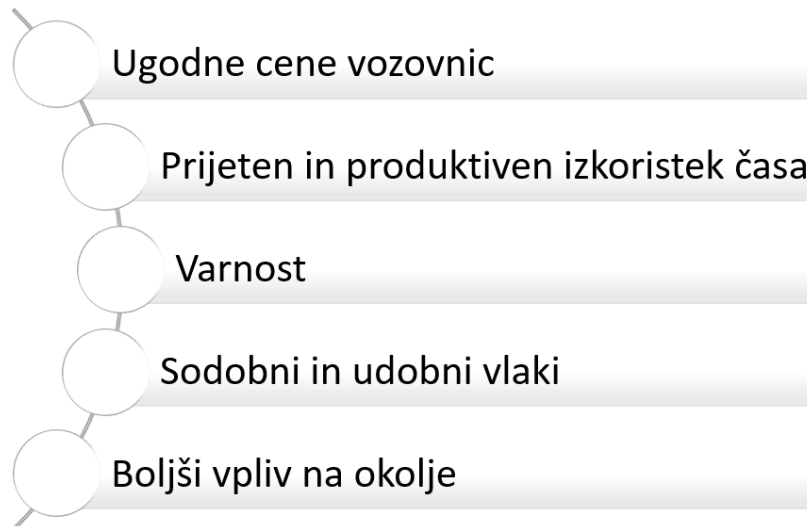 Ugodne cene vozovnic
Prijeten in produktiven izkoristek časa
Varnost
Sodobni in udobni vlaki
Boljši vpliv na okolje